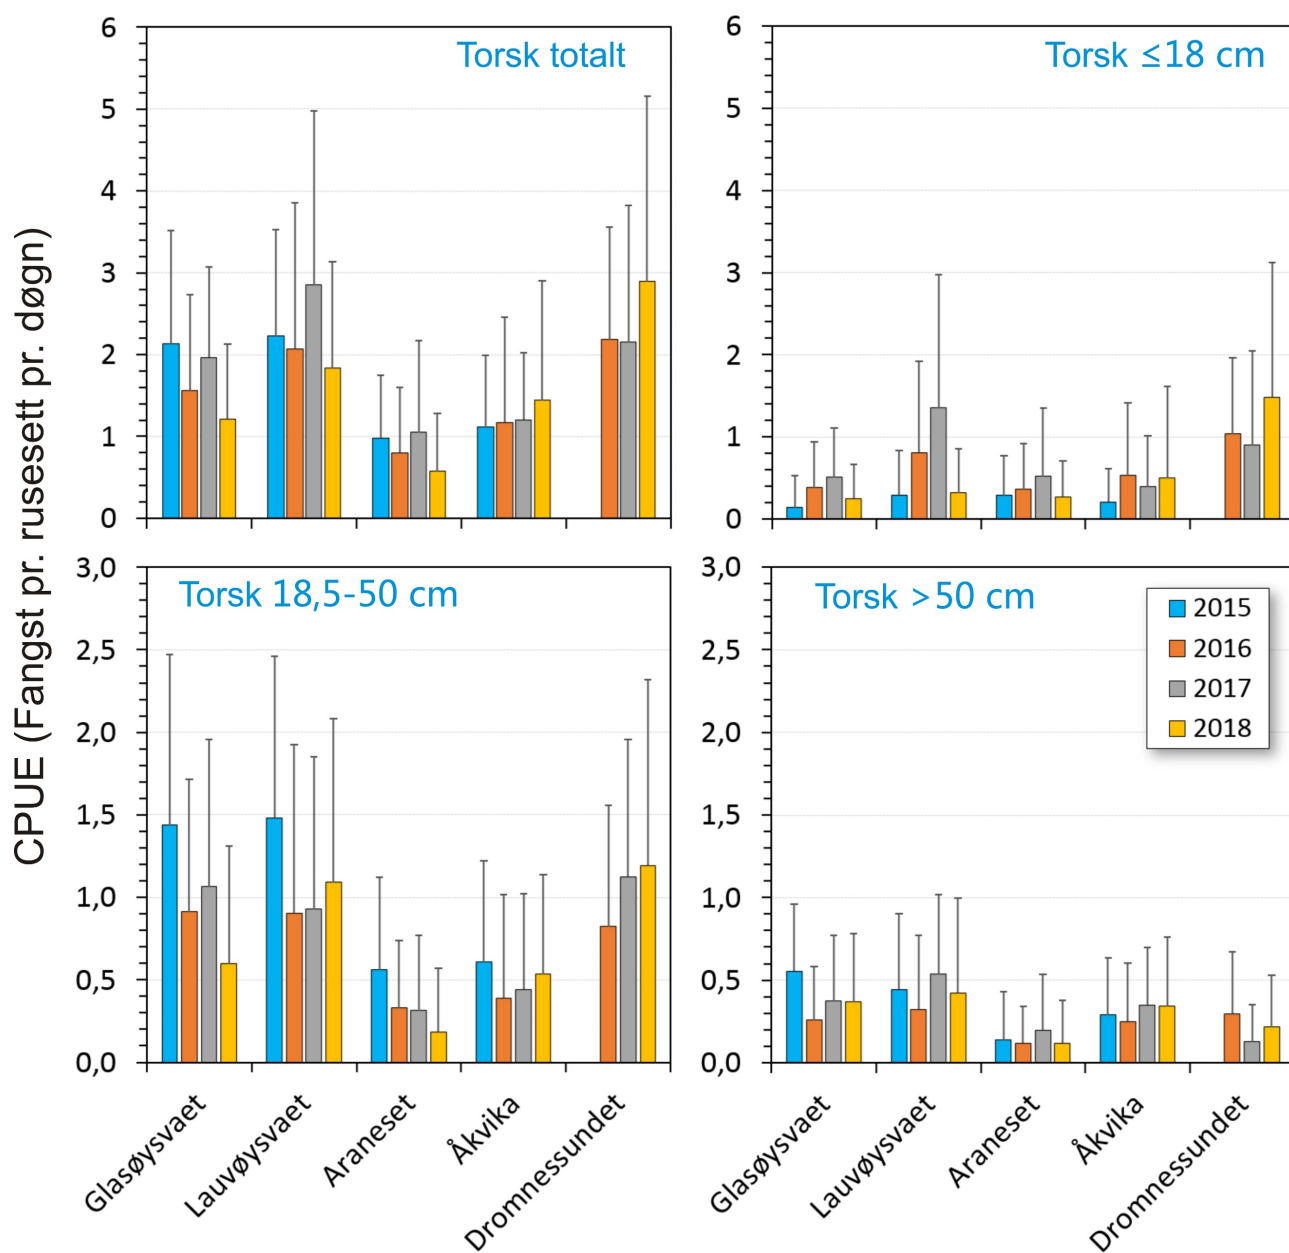 CPUE (Fangst pr. rusesett pr. døgn)
Torsk totalt
6
5
4
3
2
1
0
Torsk ≤18 cm
6
5
4
3
2
1
0
Torsk 18,5-50 cm
3,0
2,5
2,0
1,5
1,0
0,5
0,0
Glasøysvaet
Lauvøysvaet
Araneset
Åkvika
Dromnessundet
Torsk >50 cm
3,0
2,5
2,0
1,5
1,0
0,5
0,0
2015
2016
2017
2018
Glasøysvaet
Lauvøysvaet
Araneset
Åkvika
Dromnessundet